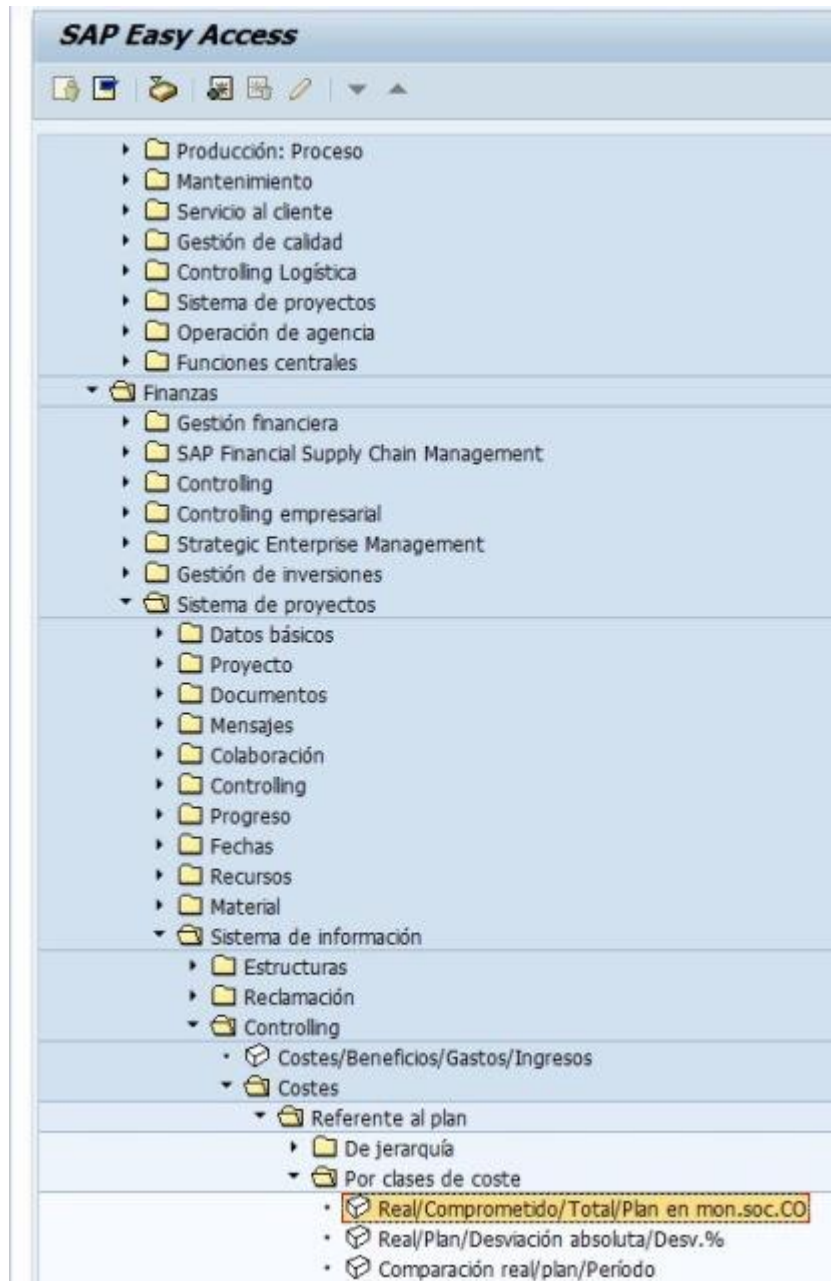 SAP Easy Access
Producción: Proceso
Mantenimiento
Servicio al cliente
Gestión de calidad
Controlling Logística
Sistema de proyectos
Operación de agencia
Funciones centrales
Finanzas
Gestión financiera
SAP Financial Supply Chain Management
Controlling
Controlling empresarial
Strategic Enterprise Management
Gestión de inversiones
Sistema de proyectos
Datos básicos
Proyecto
Documentos
Mensajes
Colaboración
Controlling
Progreso
Fechas
Recursos
Material
Sistema de información
Estructuras
Reclamación
Controlling
Costes/Beneficios/Gastos/Ingresos
Costes
Referente al plan
De jerarquía
Por clases de coste
Real/Comprometido/Total/Plan en mon.soc.CO
Real/Plan/Desviación absoluta/Desv.%
Comparación real/plan/Período